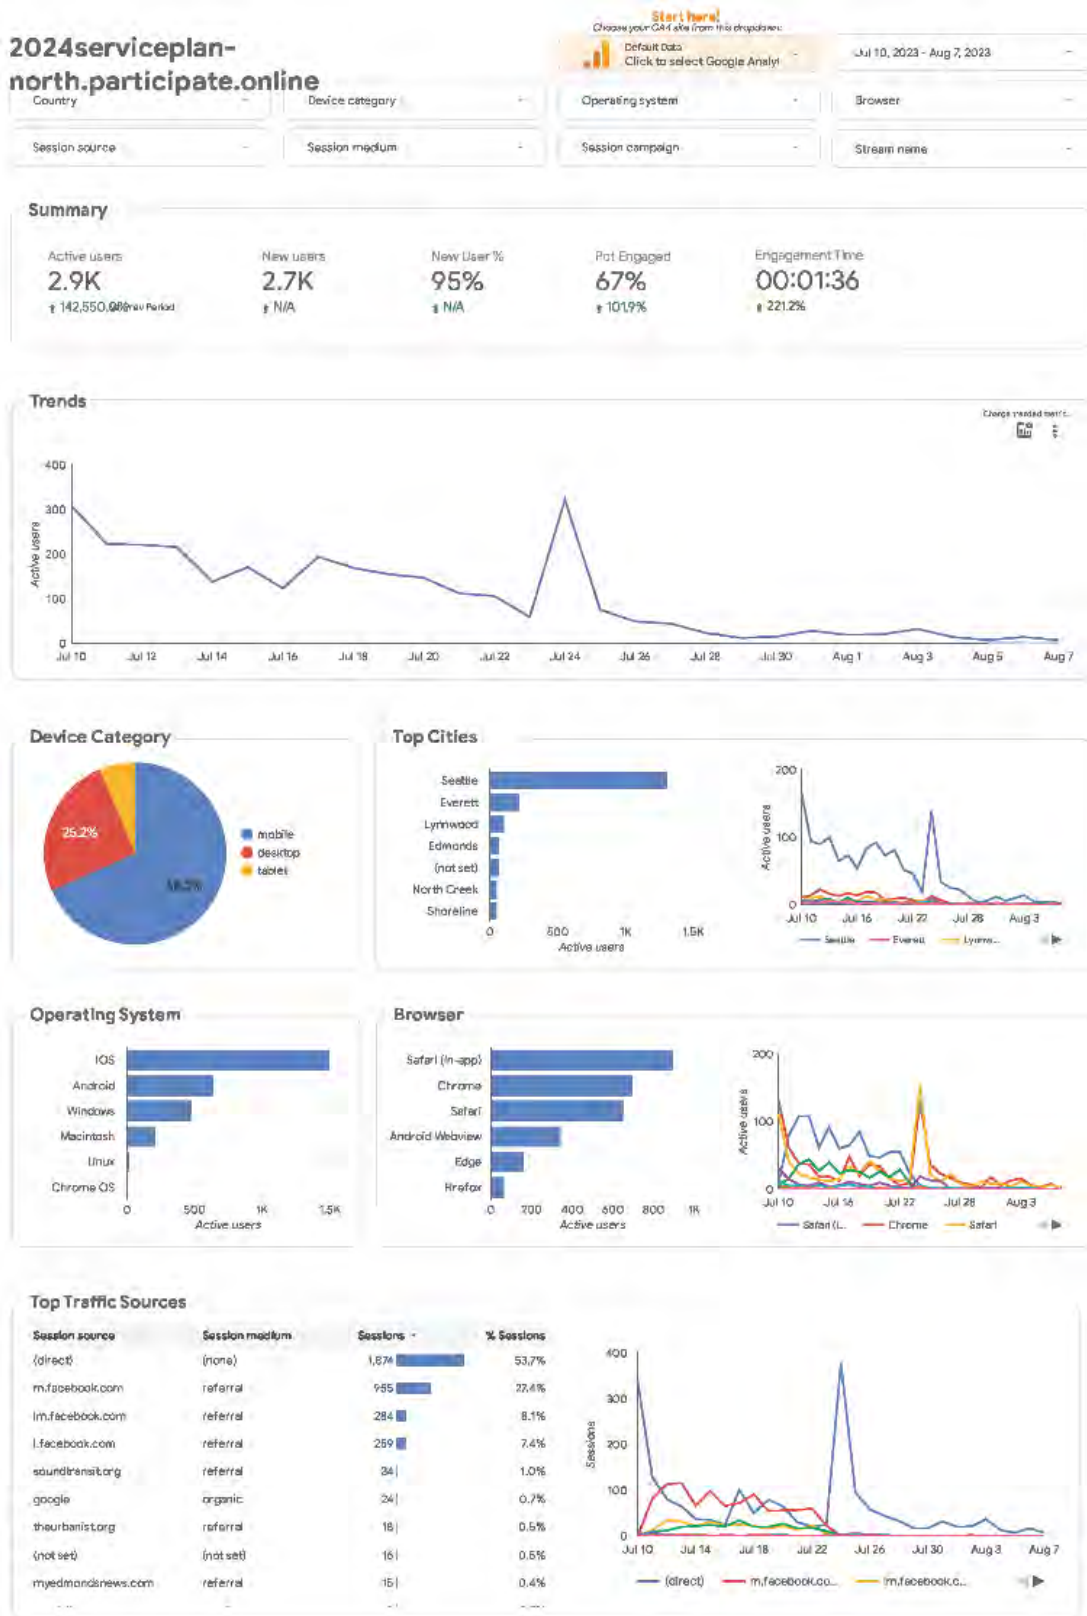 Start here!
Choose your GA4 site from this dropdown.
2024serviceplan-
north.participate.online
Default Data
Click to select Google Analyt
Jul 10, 2023 - Aug 7, 2023
Country
Device category
Operating system
Browser
Session source
Session medium
Session campaign
Stream name
Summary
Active users
New users
New User %
Pct Engaged
Engagement Time
2.9K
2.7K
95%
67%
00:01:36
N/A
N/A
101.9%
221.2%
Trends
400
300
200
100
0
Active users
Jul 10
Jul 12
Jul 14
Jul 16
Jul 18
Jul 20
Jul 22
Jul 24
Jul 26
Jul 28
Jul 30
Aug 1
Aug 3
Aug 5
Aug 7
Device Category
25.2%
mobile
desktop
tablet
Top Cities
Seattle
Everett
Lynnwood
Edmonds
(not set)
North Creek
Shoreline
0
500
1K
1.5K
Active users
200
100
0
Active users
Jul 10
Jul 16
Jul 22
Jul 28
Aug 3
Seattle
Everett
Lynnw...
Operating System
iOS
Android
Windows
Macintosh
Linux
Chrome OS
0
500
1K
1.5K
Active users
Browser
Safari (in-app)
Chrome
Safari
Android Webview
Edge
Firefox
0
200
400
600
800
1K
Active users
200
100
0
Active users
Jul 10
Jul 16
Jul 22
Jul 28
Aug 3
Safari (i...
Chrome
Safari
Top Traffic Sources
Session source Session medium Sessions % Sessions
(direct) (none) 1,874 53.7%
m.facebook.com referral 955 27.4%
lm.facebook.com referral 284 8.1%
l.facebook.com referral 259 7.4%
soundtransit.org referral 34 1.0%
google organic 24 0.7%
theurbanist.org referral 18 0.5%
(not set) (not set) 16 0.5%
myedmondsnews.com referral 15 0.4%
400
300
200
100
0
Sessions
Jul 10
Jul 14
Jul 18
Jul 22
Jul 26
Jul 30
Aug 3
Aug 7
(direct)
m.facebook.co...
lm.facebook.c...